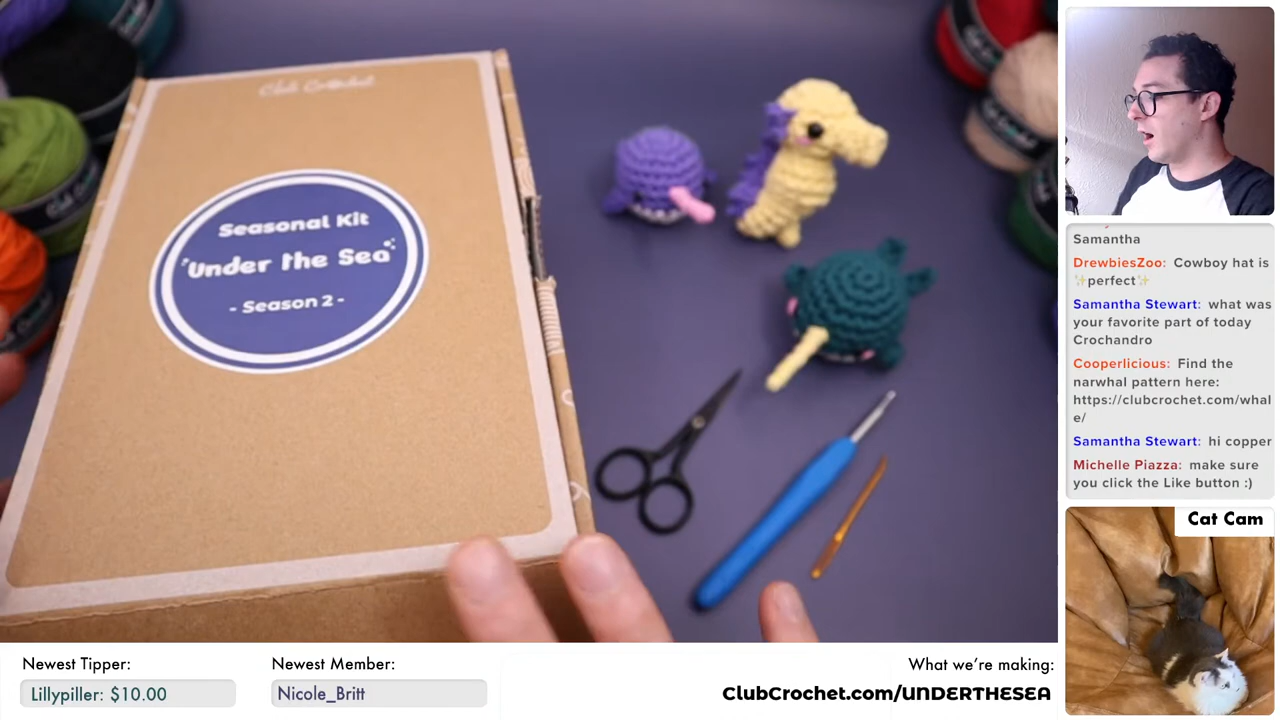 Club Crochet
Seasonal Kit
Under the Sea
- Season 2 -
Samantha
DrewbiesZoo: Cowboy hat is
✨perfect✨
Samantha Stewart: what was
your favorite part of today
Crochandro
Cooperlicious: Find the
narwhal pattern here:
https://clubcrochet.com/whal
e/
Samantha Stewart: hi copper
Michelle Piazza: make sure
you click the Like button :)
Cat Cam
Newest Tipper:
Lillypiller: $10.00
Newest Member:
Nicole_Britt
What we're making:
ClubCrochet.com/UNDERTHESEA